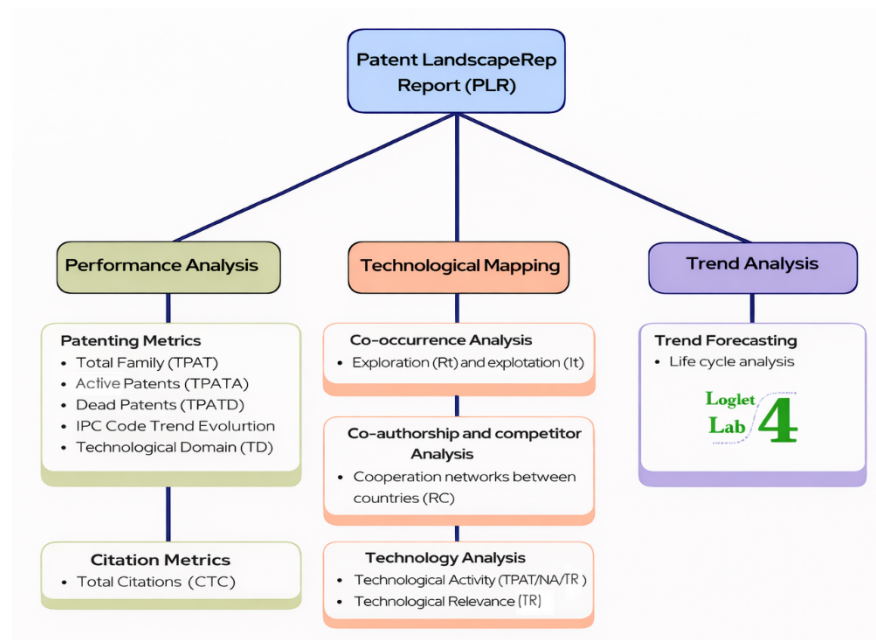 Patent LandscapeRep
Report (PLR)
Performance Analysis
Patenting Metrics
• Total Family (TPAT)
• Active Patents (TPATA)
• Dead Patents (TPATD)
• IPC Code Trend Evolurtion
• Technological Domain (TD)
Citation Metrics
• Total Citations (CTC)
Technological Mapping
Co-occurrence Analysis
• Exploration (Rt) and explotation (It)
Co-authorship and competitor
Analysis
• Cooperation networks between
countries (RC)
Technology Analysis
• Technological Activity (TPAT/NA/TR )
• Technological Relevance (TR)
Trend Analysis
Trend Forecasting
• Life cycle analysis
Loglet
Lab 4